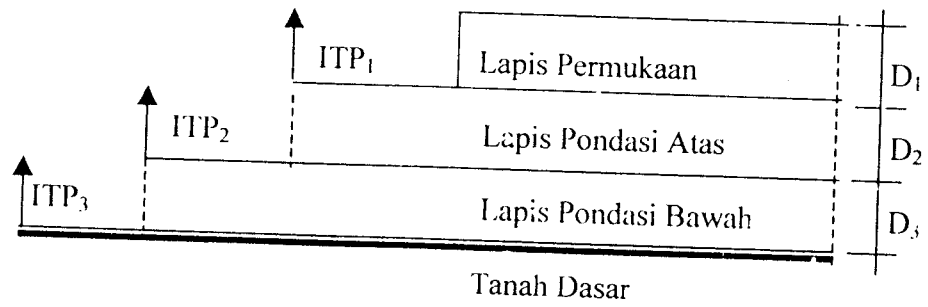 ITP₁ Lapis Permukaan D₁
ITP₂ Lapis Pondasi Atas D₂
ITP₃ Lapis Pondasi Bawah D₃
Tanah Dasar